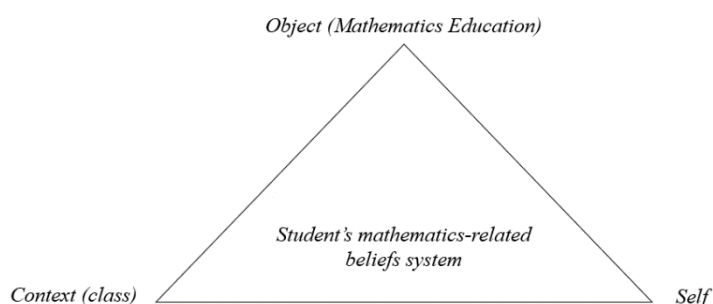 Object (Mathematics Education)
Student’s mathematics-related
beliefs system
Context (class)
Self